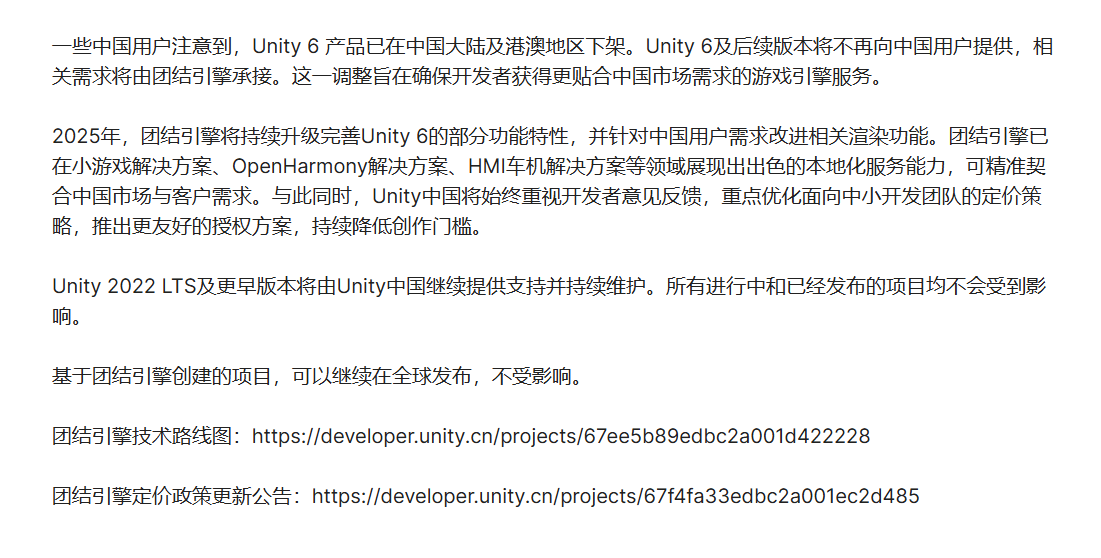 一些中国用户注意到，Unity 6 产品已在中国大陆及港澳地区下架。Unity 6及后续版本将不再向中国用户提供，相
关需求将由团结引擎承接。这一调整旨在确保开发者获得更贴合中国市场需求的游戏引擎服务。
2025年，团结引擎将持续升级完善Unity 6的部分功能特性，并针对中国用户需求改进相关渲染功能。团结引擎已
在小游戏解决方案、OpenHarmony解决方案、HMI车机解决方案等领域展现出出色的本地化服务能力，可精准契
合中国市场与客户需求。与此同时，Unity中国将始终重视开发者意见反馈，重点优化面向中小开发团队的定价策
略，推出更友好的授权方案，持续降低创作门槛。
Unity 2022 LTS及更早版本将由Unity中国继续提供支持并持续维护。所有进行中和已经发布的项目均不会受到影
响。
基于团结引擎创建的项目，可以继续在全球发布，不受影响。
团结引擎技术路线图：https://developer.unity.cn/projects/67ee5b89edbc2a001d422228
团结引擎定价政策更新公告：https://developer.unity.cn/projects/67f4fa33edbc2a001ec2d485